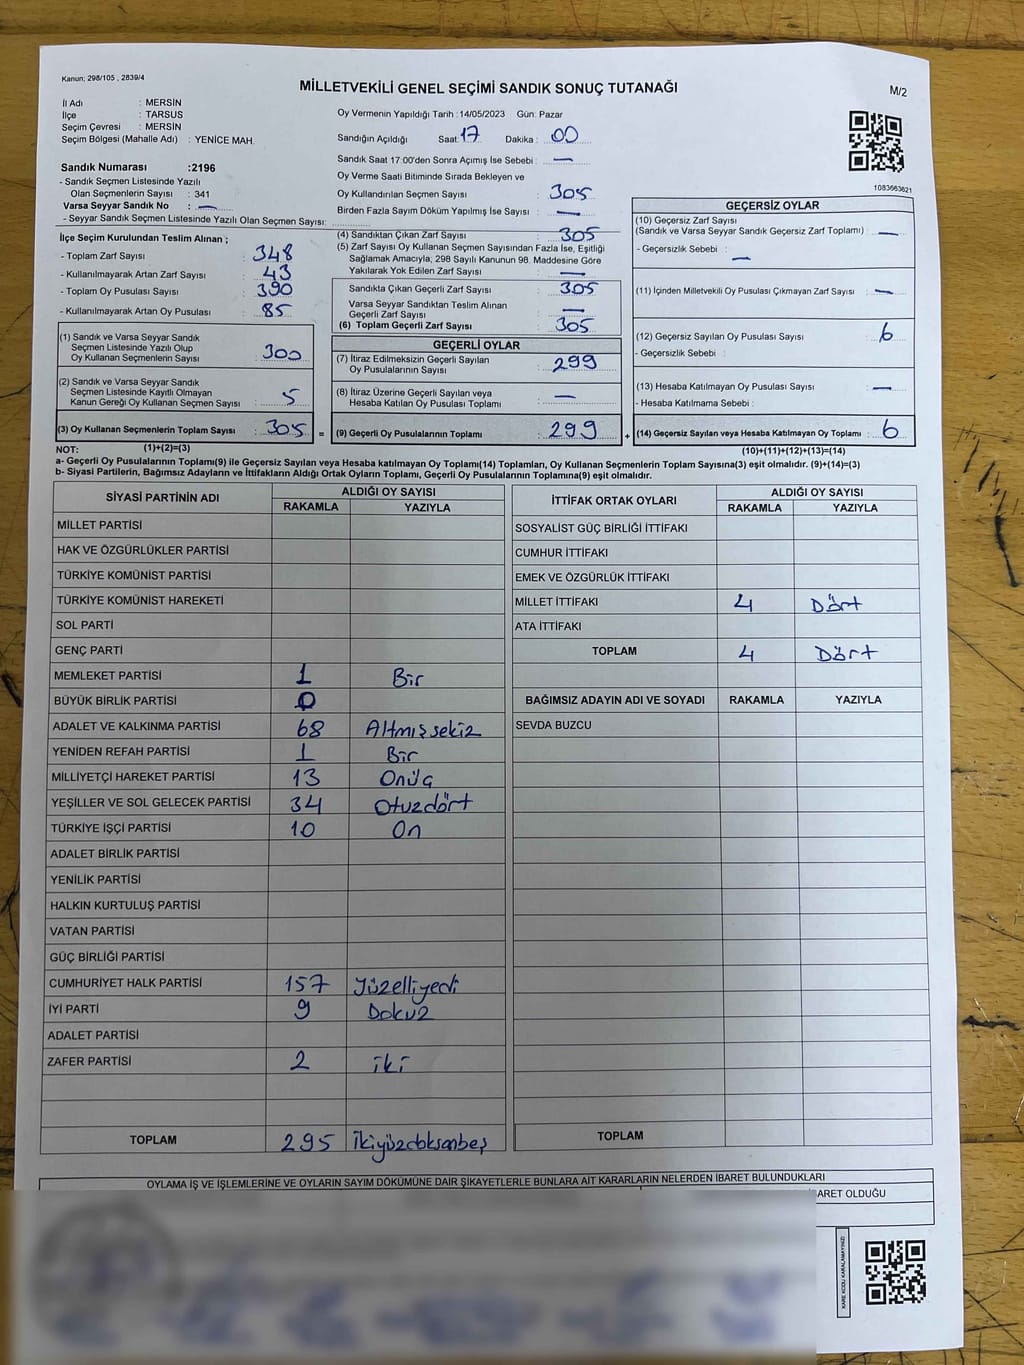 Kanun; 298/105 , 2839/4
MİLLETVEKİLİ GENEL SEÇİMİ SANDIK SONUÇ TUTANAĞI
M/2
İl Adı : MERSİN
İlçe : TARSUS
Seçim Çevresi : MERSİN
Seçim Bölgesi (Mahalle Adı) : YENİCE MAH.
Sandık Numarası :2196
- Sandık Seçmen Listesinde Yazılı
Olan Seçmenlerin Sayısı : 341
Varsa Seyyar Sandık No : —
- Seyyar Sandık Seçmen Listesinde Yazılı Olan Seçmen Sayısı:
Oy Vermenin Yapıldığı Tarih :14/05/2023 Gün: Pazar
Sandığın Açıldığı Saat: 17 Dakika : 00
Sandık Saat 17:00'den Sonra Açımış İse Sebebi : —
Oy Verme Saati Bitiminde Sırada Bekleyen ve
Oy Kullandırılan Seçmen Sayısı : 305
Birden Fazla Sayım Döküm Yapılmış İse Sayısı : —
1083663621
İlçe Seçim Kurulundan Teslim Alınan ;
- Toplam Zarf Sayısı : 348
- Kullanılmayarak Artan Zarf Sayısı : 43
- Toplam Oy Pusulası Sayısı : 390
- Kullanılmayarak Artan Oy Pusulası : 85
(1) Sandık ve Varsa Seyyar Sandık
Seçmen Listesinde Yazılı Olup
Oy Kullanan Seçmenlerin Sayısı : 300
(2) Sandık ve Varsa Seyyar Sandık
Seçmen Listesinde Kayıtlı Olmayan
Kanun Gereği Oy Kullanan Seçmen Sayısı : 5
(3) Oy Kullanan Seçmenlerin Toplam Sayısı : 305 =
(1)+(2)=(3)
(4) Sandıktan Çıkan Zarf Sayısı : 305
(5) Zarf Sayısı Oy Kullanan Seçmen Sayısından Fazla İse, Eşitliği
Sağlamak Amacıyla, 298 Sayılı Kanunun 98. Maddesine Göre
Yakılarak Yok Edilen Zarf Sayısı : —
Sandıkta Çıkan Geçerli Zarf Sayısı : 305
Varsa Seyyar Sandıktan Teslim Alınan
Geçerli Zarf Sayısı : —
(6) Toplam Geçerli Zarf Sayısı : 305
GEÇERLİ OYLAR
(7) İtiraz Edilmeksizin Geçerli Sayılan
Oy Pusulalarının Sayısı : 299
(8) İtiraz Üzerine Geçerli Sayılan veya
Hesaba Katılan Oy Pusulası Toplamı : —
(9) Geçerli Oy Pusulalarının Toplamı : 299 +
GEÇERSİZ OYLAR
(10) Geçersiz Zarf Sayısı
(Sandık ve Varsa Seyyar Sandık Geçersiz Zarf Toplamı) : —
- Geçersizlik Sebebi : —
(11) İçinden Milletvekili Oy Pusulası Çıkmayan Zarf Sayısı : —
(12) Geçersiz Sayılan Oy Pusulası Sayısı : 6
- Geçersizlik Sebebi :
(13) Hesaba Katılmayan Oy Pusulası Sayısı : —
- Hesaba Katılmama Sebebi :
(14) Geçersiz Sayılan veya Hesaba Katılmayan Oy Toplamı : 6
(10)+(11)+(12)+(13)=(14)
NOT:
a- Geçerli Oy Pusulaları Toplamı(9) ile Geçersiz Sayılan veya Hesaba katılmayan Oy Toplamı(14) Toplamları, Oy Kullanan Seçmenlerin Toplam Sayısına(3) eşit olmalıdır. (9)+(14)=(3)
b- Siyasi Partilerin, Bağımsız Adayların ve İttifakların Aldığı Ortak Oyların Toplamı, Geçerli Oy Pusulalarının Toplamına(9) eşit olmalıdır.
SİYASİ PARTİNİN ADI ALDIĞI OY SAYISI
RAKAMLA YAZIYLA
MİLLET PARTİSİ
HAK VE ÖZGÜRLÜKLER PARTİSİ
TÜRKİYE KOMÜNİST PARTİSİ
TÜRKİYE KOMÜNİST HAREKETİ
SOL PARTİ
GENÇ PARTİ
MEMLEKET PARTİSİ 1 Bir
BÜYÜK BİRLİK PARTİSİ 0
ADALET VE KALKINMA PARTİSİ 68 Altmışsekiz
YENİDEN REFAH PARTİSİ 1 Bir
MİLLİYETÇİ HAREKET PARTİSİ 13 Onüç
YEŞİLLER VE SOL GELECEK PARTİSİ 34 Otuzdört
TÜRKİYE İŞÇİ PARTİSİ 10 On
ADALET BİRLİK PARTİSİ
YENİLİK PARTİSİ
HALKIN KURTULUŞ PARTİSİ
VATAN PARTİSİ
GÜÇ BİRLİĞİ PARTİSİ
CUMHURİYET HALK PARTİSİ 157 Yüzelliyedi
İYİ PARTİ 9 Dokuz
ADALET PARTİSİ
ZAFER PARTİSİ 2 iki
TOPLAM 295 ikiyüzdoksanbeş
İTTİFAK ORTAK OYLARI ALDIĞI OY SAYISI
RAKAMLA YAZIYLA
SOSYALİST GÜÇ BİRLİĞİ İTTİFAKI
CUMHUR İTTİFAKI
EMEK VE ÖZGÜRLÜK İTTİFAKI
MİLLET İTTİFAKI 4 Dört
ATA İTTİFAKI
TOPLAM 4 Dört
BAĞIMSIZ ADAYIN ADI VE SOYADI RAKAMLA YAZIYLA
SEVDA BUZCU
TOPLAM
OYLAMA İŞ VE İŞLEMLERİNE VE OYLARIN SAYIM DÖKÜMÜNE DAİR ŞİKAYETLERLE BUNLARA AİT KARARLARIN NELERDEN İBARET BULUNDUKLARI
İBARET OLDUĞU
KARE KODU KARALAMAYINIZ!